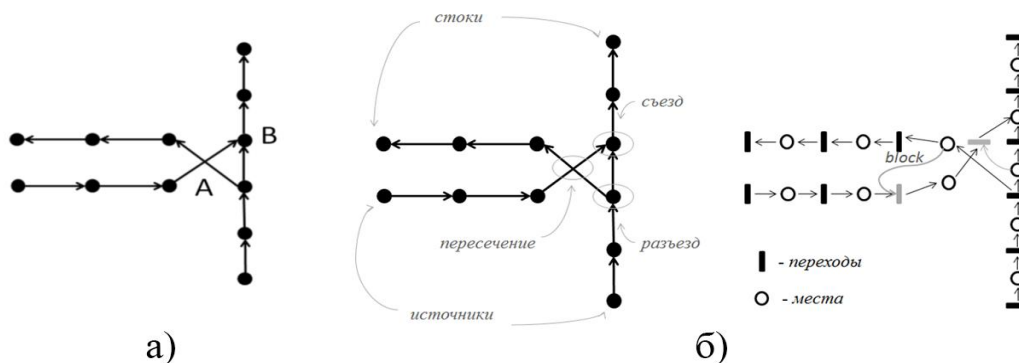 B
A
стоки
съезд
пересечение
разъезд
источники
block
- переходы
- места
а)
б)